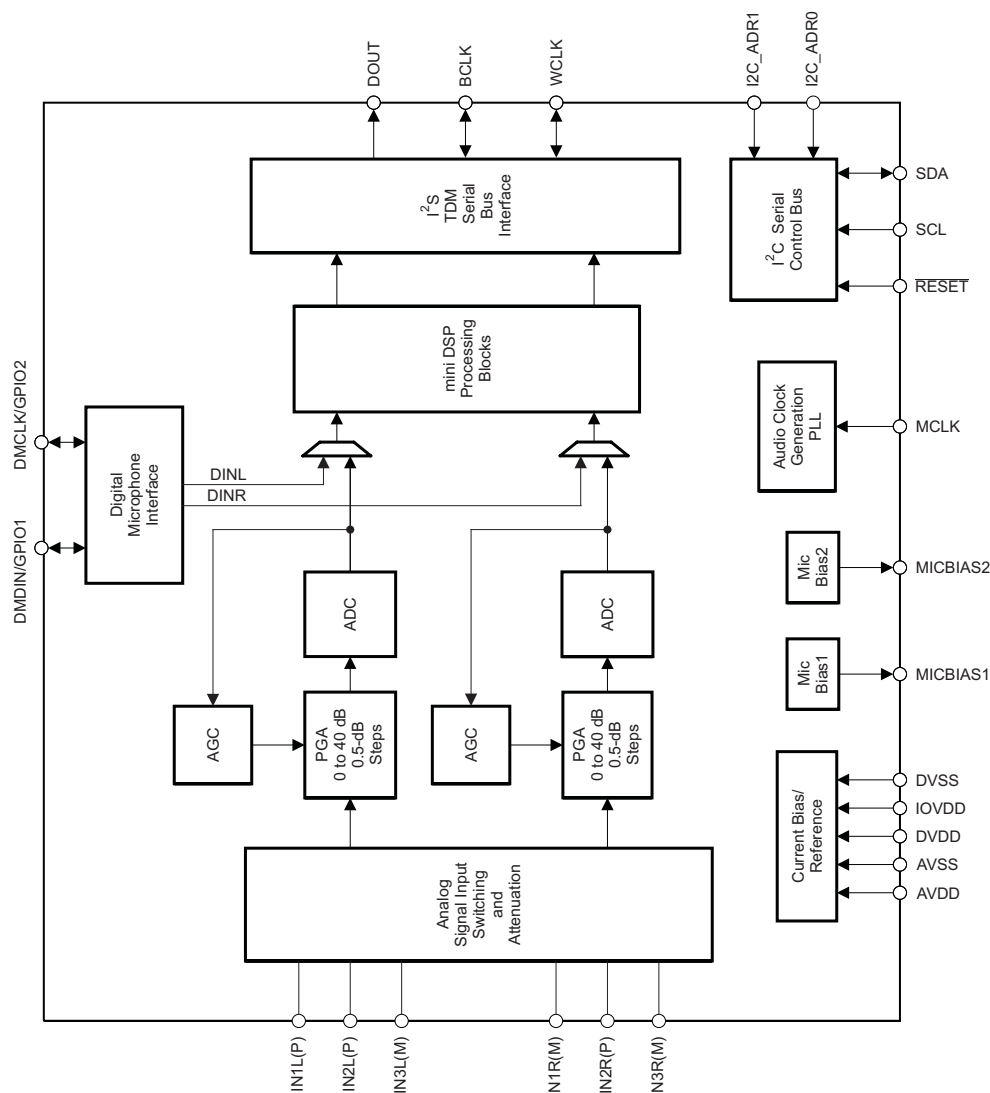 DMDIN/GPIO1
DMCLK/GPIO2
Digital
Microphone
Interface
DINL
DINR
AGC
AGC
IN1L(P)
IN2L(P)
IN3L(M)
N1R(M)
IN2R(P)
N3R(M)
Analog
Signal Input
Switching
and
Attenuation
PGA
0 to 40 dB
0.5-dB
Steps
ADC
PGA
0 to 40 dB
0.5-dB
Steps
ADC
mini DSP
Processing
Blocks
I²S
TDM
Serial
Bus
Interface
DOUT
BCLK
WCLK
I2C_ADR1
I2C_ADR0
Current Bias/
Reference
Mic
Bias1
Mic
Bias2
Audio Clock
Generation
PLL
I²C Serial
Control Bus
AVDD
AVSS
DVDD
IOVDD
DVSS
MICBIAS1
MICBIAS2
MCLK
RESET
SCL
SDA